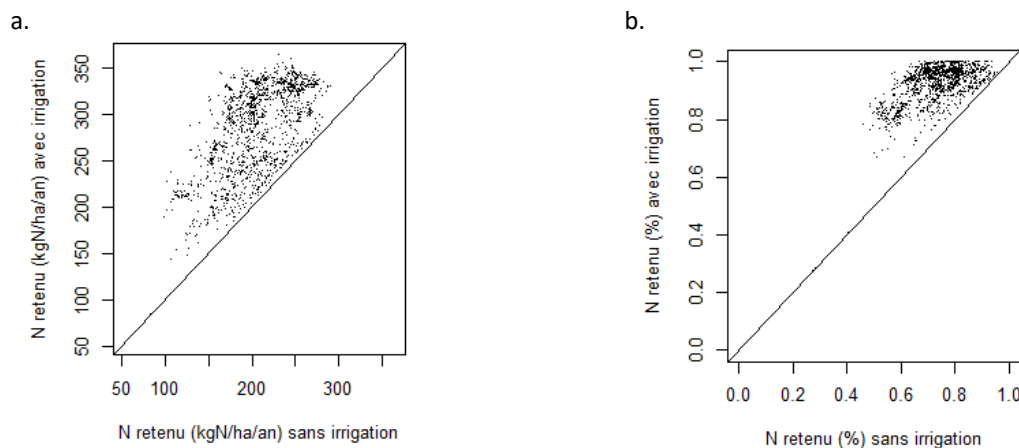 a.
N retenu (kgN/ha/an) avec irrigation
350
300
250
200
150
100
50
50 100 200 300
N retenu (kgN/ha/an) sans irrigation
b.
N retenu (%) avec irrigation
1.0
0.8
0.6
0.4
0.2
0.0
0.0 0.2 0.4 0.6 0.8 1.0
N retenu (%) sans irrigation